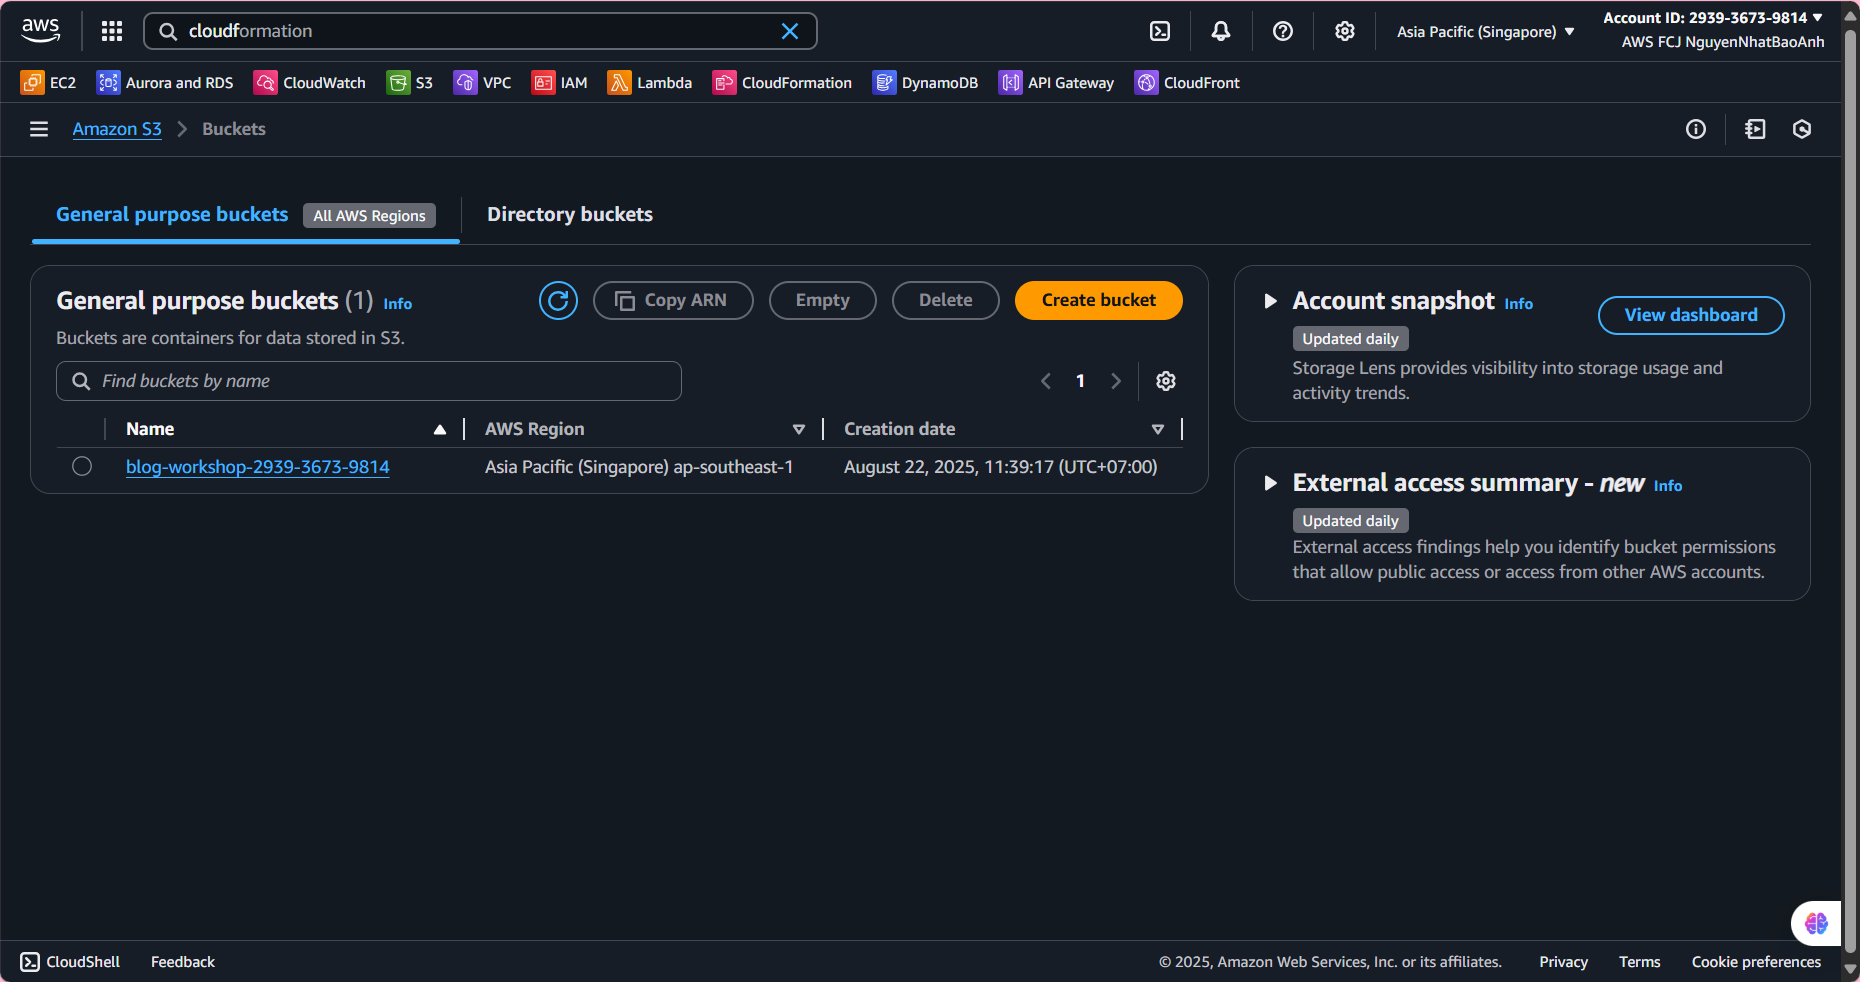 aws
cloudformation
Asia Pacific (Singapore)
Account ID: 2939-3673-9814
AWS FCJ NguyenNhatBaoAnh
EC2
Aurora and RDS
CloudWatch
S3
VPC
IAM
Lambda
CloudFormation
DynamoDB
API Gateway
CloudFront
Amazon S3 > Buckets
General purpose buckets All AWS Regions
Directory buckets
General purpose buckets (1) Info
Copy ARN
Empty
Delete
Create bucket
Buckets are containers for data stored in S3.
Find buckets by name
1
Name
AWS Region
Creation date
blog-workshop-2939-3673-9814
Asia Pacific (Singapore) ap-southeast-1
August 22, 2025, 11:39:17 (UTC+07:00)
Account snapshot Info
View dashboard
Updated daily
Storage Lens provides visibility into storage usage and
activity trends.
External access summary - new Info
Updated daily
External access findings help you identify bucket permissions
that allow public access or access from other AWS accounts.
CloudShell
Feedback
© 2025, Amazon Web Services, Inc. or its affiliates.
Privacy
Terms
Cookie preferences